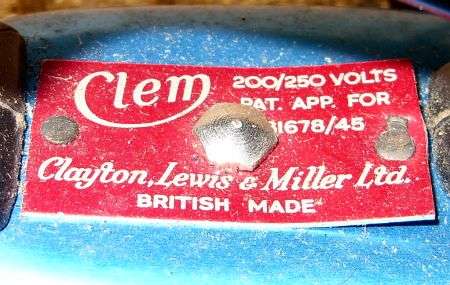 Clem
200/250 VOLTS
PAT. APP. FOR
1678/45
Clayton, Lewis & Miller Ltd.
BRITISH MADE